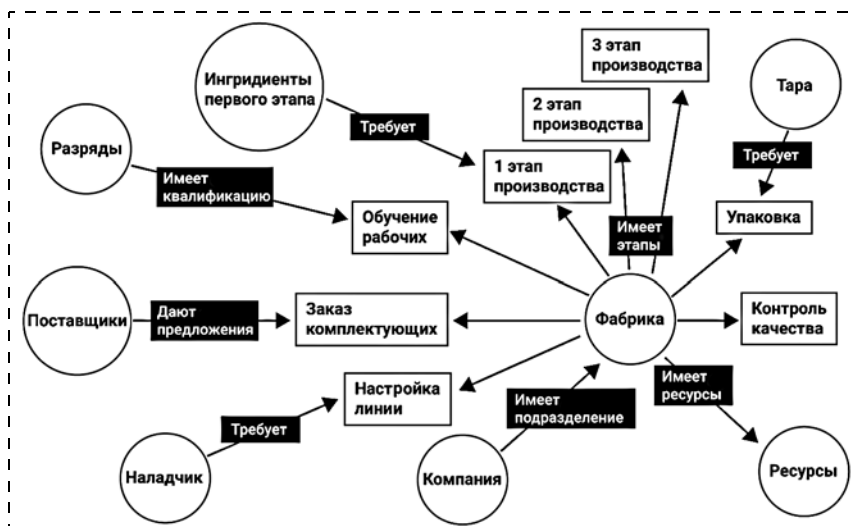 3 этап
производства
Ингридиенты
первого этапа
Тара
2 этап
производства
Требует
Разряды
Требует
1 этап
производства
Имеет
квалификацию
Обучение
рабочих
Имеет
этапы
Упаковка
Поставщики
Дают
предложения
Заказ
комплектующих
Фабрика
Контроль
качества
Настройка
линии
Имеет
ресурсы
Имеет
подразделение
Требует
Наладчик
Компания
Ресурсы